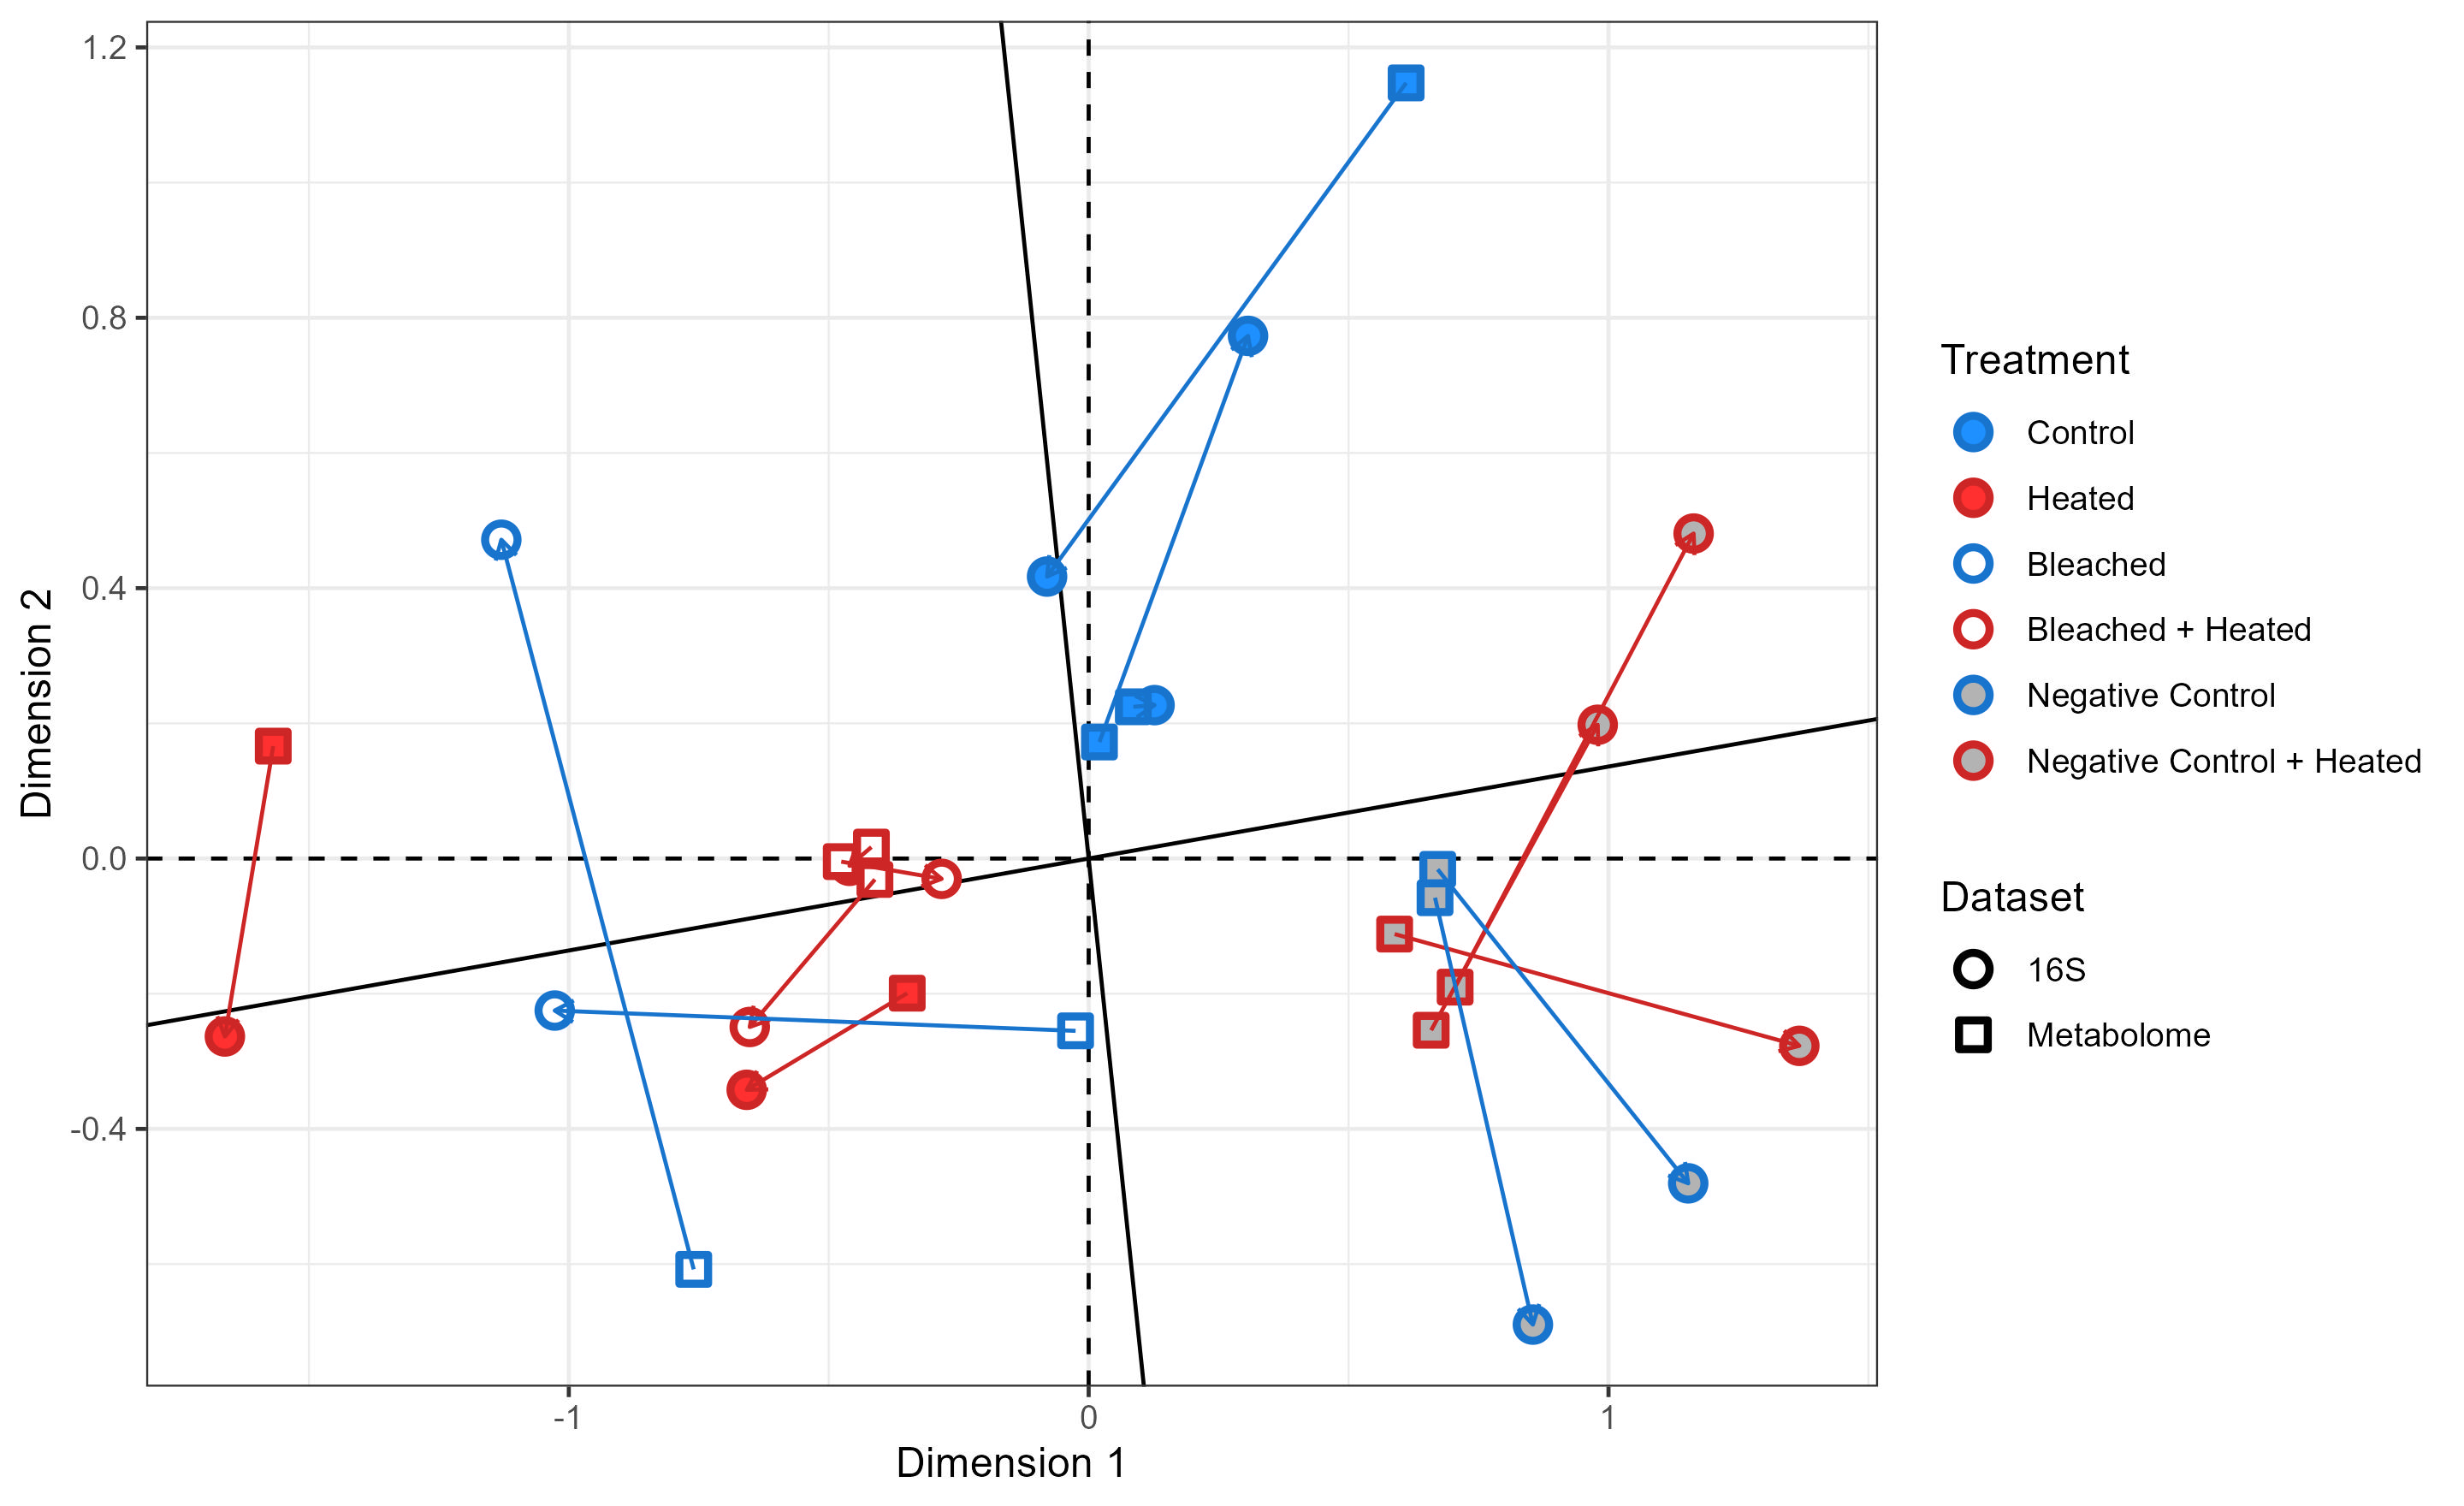 1.2
0.8
0.4
0.0
-0.4
Dimension 2
-1
0
1
Dimension 1
Treatment
Control
Heated
Bleached
Bleached + Heated
Negative Control
Negative Control + Heated
Dataset
16S
Metabolome